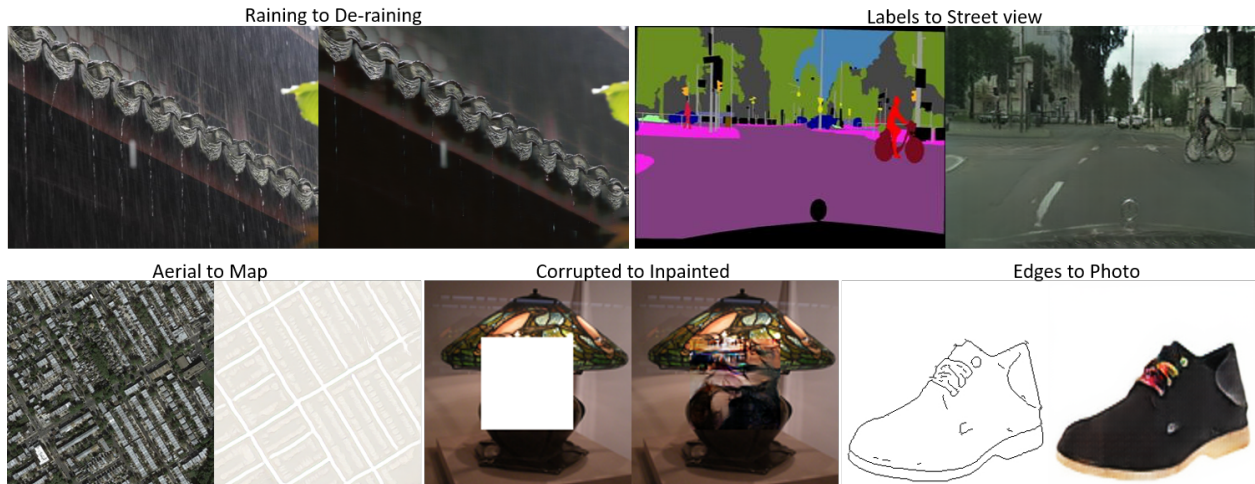 Raining to De-raining
Labels to Street view
Aerial to Map
Corrupted to Inpainted
Edges to Photo